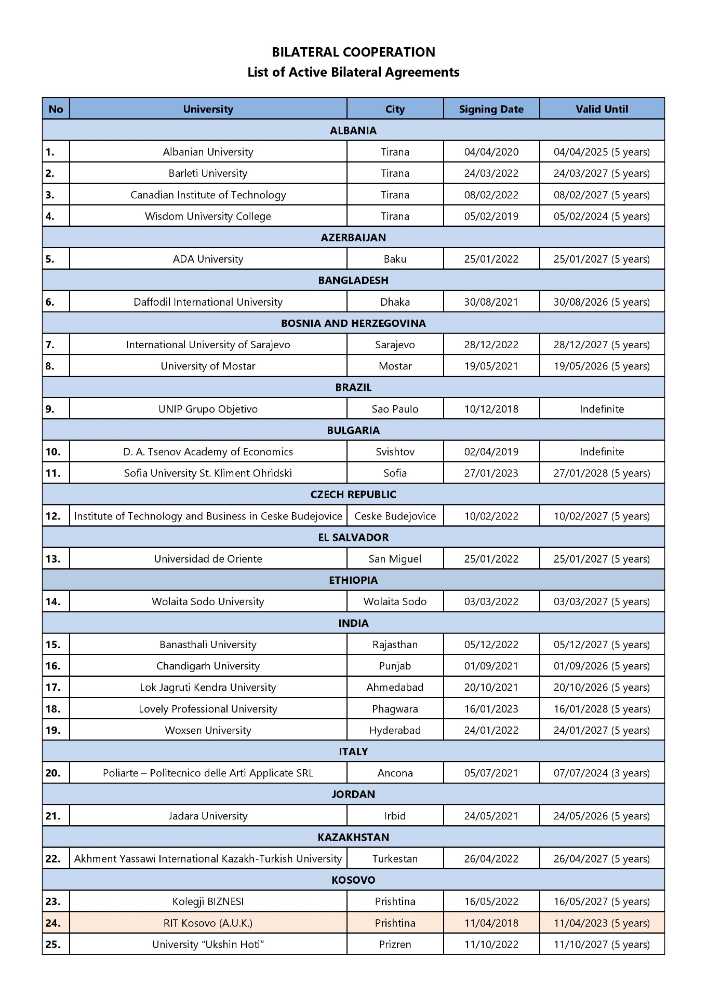 BILATERAL COOPERATION
List of Active Bilateral Agreements
No University City Signing Date Valid Until
ALBANIA
1. Albanian University Tirana 04/04/2020 04/04/2025 (5 years)
2. Barleti University Tirana 24/03/2022 24/03/2027 (5 years)
3. Canadian Institute of Technology Tirana 08/02/2022 08/02/2027 (5 years)
4. Wisdom University College Tirana 05/02/2019 05/02/2024 (5 years)
AZERBAIJAN
5. ADA University Baku 25/01/2022 25/01/2027 (5 years)
BANGLADESH
6. Daffodil International University Dhaka 30/08/2021 30/08/2026 (5 years)
BOSNIA AND HERZEGOVINA
7. International University of Sarajevo Sarajevo 28/12/2022 28/12/2027 (5 years)
8. University of Mostar Mostar 19/05/2021 19/05/2026 (5 years)
BRAZIL
9. UNIP Grupo Objetivo Sao Paulo 10/12/2018 Indefinite
BULGARIA
10. D. A. Tsenov Academy of Economics Svishtov 02/04/2019 Indefinite
11. Sofia University St. Kliment Ohridski Sofia 27/01/2023 27/01/2028 (5 years)
CZECH REPUBLIC
12. Institute of Technology and Business in Ceske Budejovice Ceske Budejovice 10/02/2022 10/02/2027 (5 years)
EL SALVADOR
13. Universidad de Oriente San Miguel 25/01/2022 25/01/2027 (5 years)
ETHIOPIA
14. Wolaita Sodo University Wolaita Sodo 03/03/2022 03/03/2027 (5 years)
INDIA
15. Banasthali University Rajasthan 05/12/2022 05/12/2027 (5 years)
16. Chandigarh University Punjab 01/09/2021 01/09/2026 (5 years)
17. Lok Jagruti Kendra University Ahmedabad 20/10/2021 20/10/2026 (5 years)
18. Lovely Professional University Phagwara 16/01/2023 16/01/2028 (5 years)
19. Woxsen University Hyderabad 24/01/2022 24/01/2027 (5 years)
ITALY
20. Poliarte – Politecnico delle Arti Applicate SRL Ancona 05/07/2021 07/07/2024 (3 years)
JORDAN
21. Jadara University Irbid 24/05/2021 24/05/2026 (5 years)
KAZAKHSTAN
22. Akhment Yassawi International Kazakh-Turkish University Turkestan 26/04/2022 26/04/2027 (5 years)
KOSOVO
23. Kolegji BIZNESI Prishtina 16/05/2022 16/05/2027 (5 years)
24. RIT Kosovo (A.U.K.) Prishtina 11/04/2018 11/04/2023 (5 years)
25. University “Ukshin Hoti” Prizren 11/10/2022 11/10/2027 (5 years)